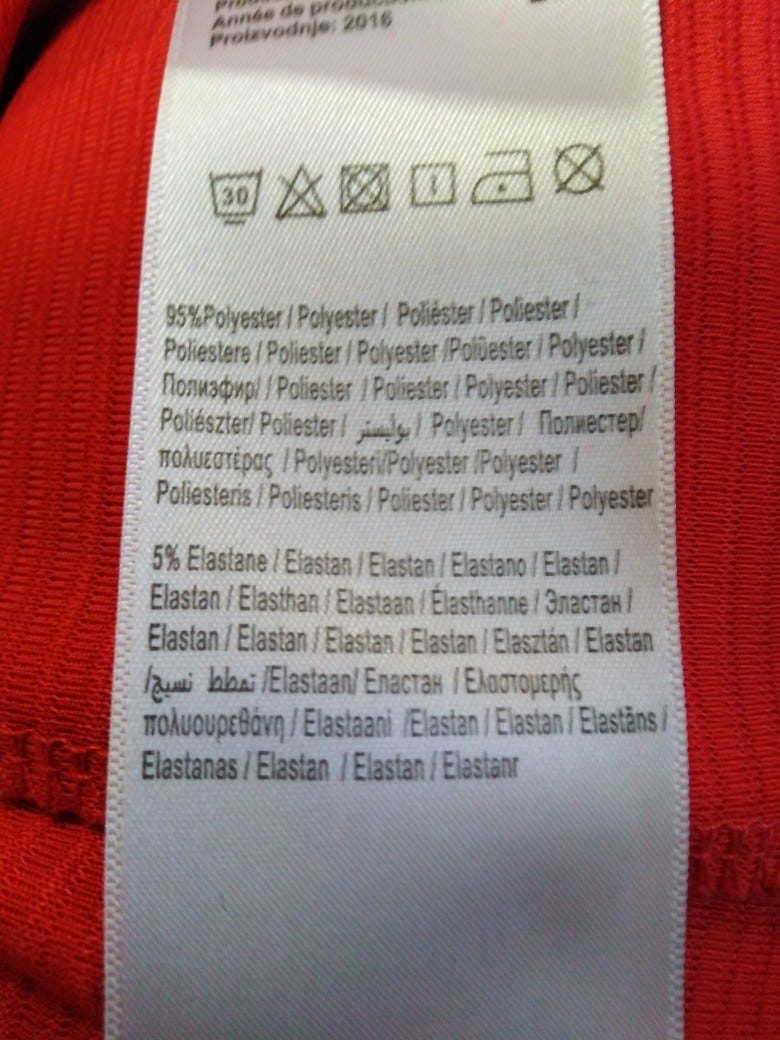 Année de production
Proizvodnje: 2016
30
95%Polyester / Polyester / Poliéster / Poliester /
Poliestere / Poliester / Polyester /Polüester / Polyester /
Полиэфир/ / Poliester / Poliester / Polyester / Poliester /
Poliészter/ Poliester / بوليستر / Polyester / Полиестер/
πολυεστέρας / Polyesteri/Polyester /Polyester /
Poliesteris / Poliesteris / Poliester / Polyester / Polyester
5% Elastane / Elastan / Elastan / Elastano / Elastan /
Elastan / Elasthan / Elastaan / Élasthanne / Эластан /
Elastan / Elastan / Elastan / Elastan / Elasztán / Elastan
/تمطط نسيج /Elastaan/ Еластан / Ελαστομερής
πολυουρεθάνη / Elastaani /Elastan / Elastan / Elastāns /
Elastanas / Elastan / Elastan / Elastanr